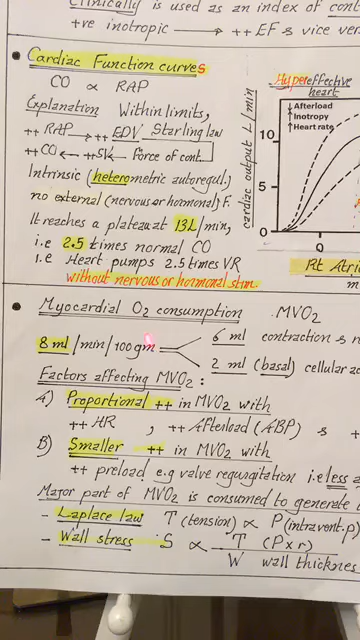 Clinically is used as an index of cont
+ve inotropic → ++ EF & vice ver
• Cardiac Function curves
CO ∝ RAP
Explanation Within limits,
++ RAP → ++ EDV Starling law
++ CO ← ++ SV ← Force of cont.
Intrinsic (heterometric autoregul.)
no external (nervous or hormonal) F.
It reaches a plateau at 13L/min,
i.e 2.5 times normal CO
i.e Heart pumps 2.5 times VR
without nervous or hormonal stim.
Hypereffective
heart
↓Afterload
↑Inotropy
↑Heart rate
cardiac output L/min
10
5
0
0
Rt Atri
m
• Myocardial O2 consumption MVO2
8 ml/min/100gm
6 ml contraction & r
2 ml (basal) cellular ac
Factors affecting MVO2:
A) Proportional ++ in MVO2 with
++ HR , ++ Afterload (ABP) & +
B) Smaller ++ in MVO2 with
++ preload e.g valve regurgitation i.e less
Major part of MVO2 is consumed to generate
- Laplace law T (tension) ∝ P(intravent.p)
- Wall stress S ∝ T (P×r)
W wall thicknes